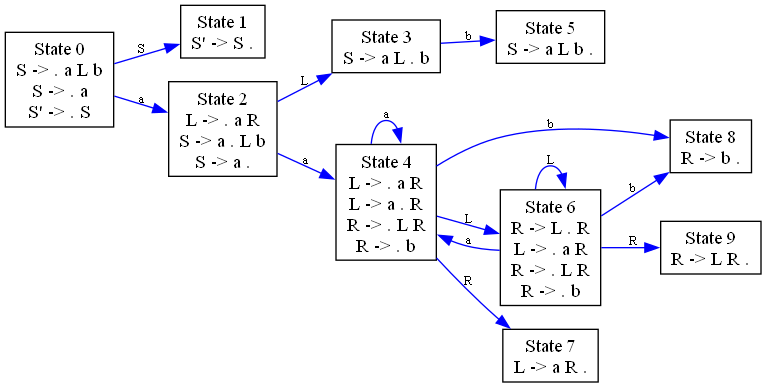 State 0
S -> . a L b
S -> . a
S' -> . S
S
a
State 1
S' -> S .
State 2
L -> . a R
S -> a . L b
S -> a .
L
a
State 3
S -> a L . b
b
State 5
S -> a L b .
a
State 4
L -> . a R
L -> a . R
R -> . L R
R -> . b
b
L
a
R
L
State 6
R -> L . R
L -> . a R
R -> . L R
R -> . b
b
R
State 8
R -> b .
State 9
R -> L R .
State 7
L -> a R .